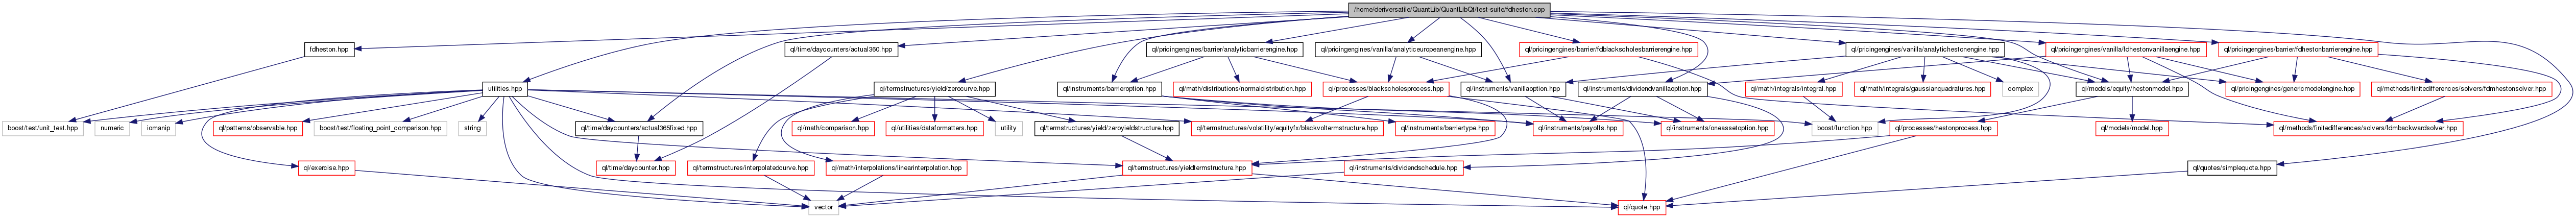 /home/deriversatile/QuantLib/QuantLibQt/test-suite/fdheston.cpp
fdheston.hpp
ql/time/daycounters/actual360.hpp
ql/pricingengines/barrier/analyticbarrierengine.hpp
ql/pricingengines/vanilla/analyticeuropeanengine.hpp
ql/pricingengines/barrier/fdblackscholesbarrierengine.hpp
ql/pricingengines/vanilla/analytichestonengine.hpp
ql/pricingengines/vanilla/fdhestonvanillaengine.hpp
ql/pricingengines/barrier/fdhestonbarrierengine.hpp
utilities.hpp
ql/termstructures/yield/zerocurve.hpp
ql/instruments/barrieroption.hpp
ql/math/distributions/normaldistribution.hpp
ql/processes/blackscholesprocess.hpp
ql/instruments/vanillaoption.hpp
ql/instruments/dividendvanillaoption.hpp
ql/math/integrals/integral.hpp
ql/math/integrals/gaussianquadratures.hpp
complex
ql/models/equity/hestonmodel.hpp
ql/pricingengines/genericmodelengine.hpp
ql/methods/finitedifferences/solvers/fdmhestonsolver.hpp
boost/test/unit_test.hpp
numeric
iomanip
ql/patterns/observable.hpp
boost/test/floating_point_comparison.hpp
string
ql/time/daycounters/actual365fixed.hpp
ql/math/comparison.hpp
ql/utilities/dataformatters.hpp
utility
ql/termstructures/yield/zeroyieldstructure.hpp
ql/termstructures/volatility/equityfx/blackvoltermstructure.hpp
ql/instruments/barriertype.hpp
ql/instruments/payoffs.hpp
ql/instruments/oneassetoption.hpp
boost/function.hpp
ql/processes/hestonprocess.hpp
ql/models/model.hpp
ql/methods/finitedifferences/solvers/fdmbackwardsolver.hpp
ql/exercise.hpp
ql/time/daycounter.hpp
ql/termstructures/interpolatedcurve.hpp
ql/math/interpolations/linearinterpolation.hpp
ql/termstructures/yieldtermstructure.hpp
ql/instruments/dividendschedule.hpp
ql/quotes/simplequote.hpp
vector
ql/quote.hpp